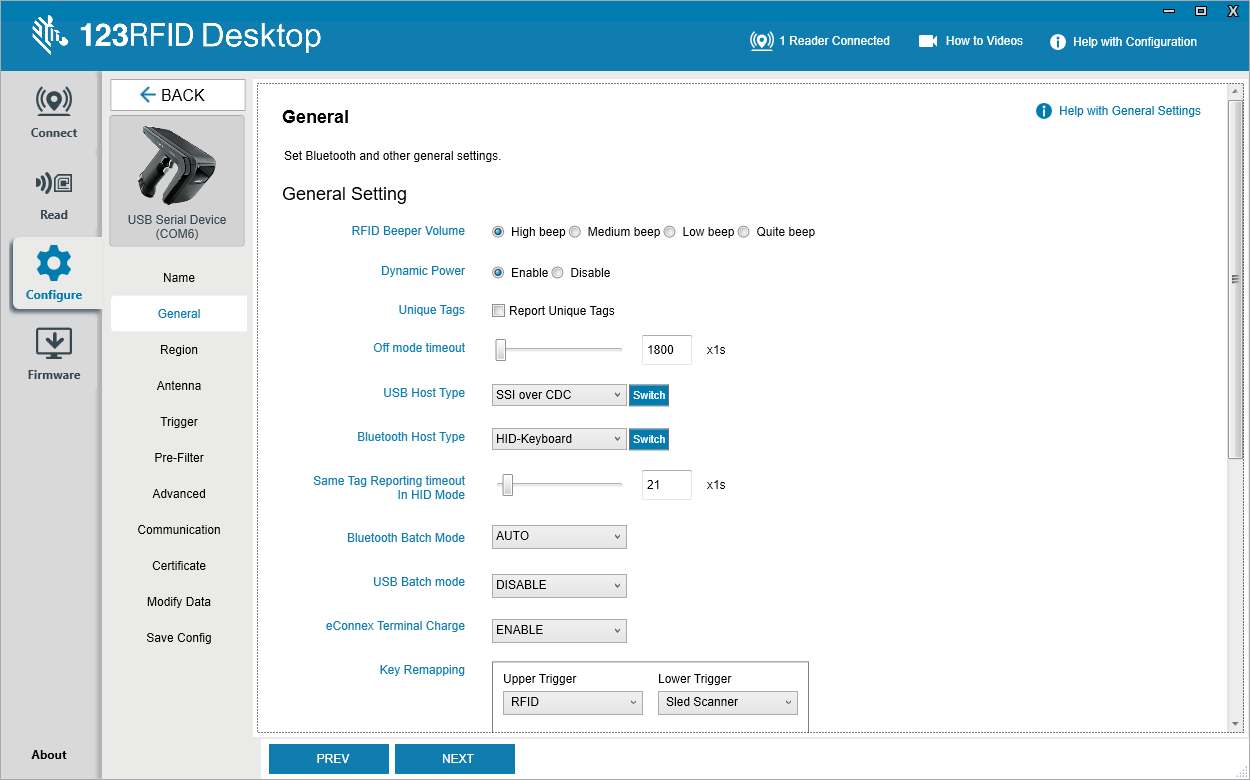 123RFID Desktop
X
1 Reader Connected
How to Videos
Help with Configuration
Connect
Read
Configure
Firmware
About
BACK
USB Serial Device
(COM6)
Name
General
Region
Antenna
Trigger
Pre-Filter
Advanced
Communication
Certificate
Modify Data
Save Config
General
Help with General Settings
Set Bluetooth and other general settings.
General Setting
RFID Beeper Volume High beep Medium beep Low beep Quite beep
Dynamic Power Enable Disable
Unique Tags Report Unique Tags
Off mode timeout 1800 x1s
USB Host Type SSI over CDC Switch
Bluetooth Host Type HID-Keyboard Switch
Same Tag Reporting timeout
In HID Mode 21 x1s
Bluetooth Batch Mode AUTO
USB Batch mode DISABLE
eConnex Terminal Charge ENABLE
Key Remapping
Upper Trigger Lower Trigger
RFID Sled Scanner
PREV NEXT